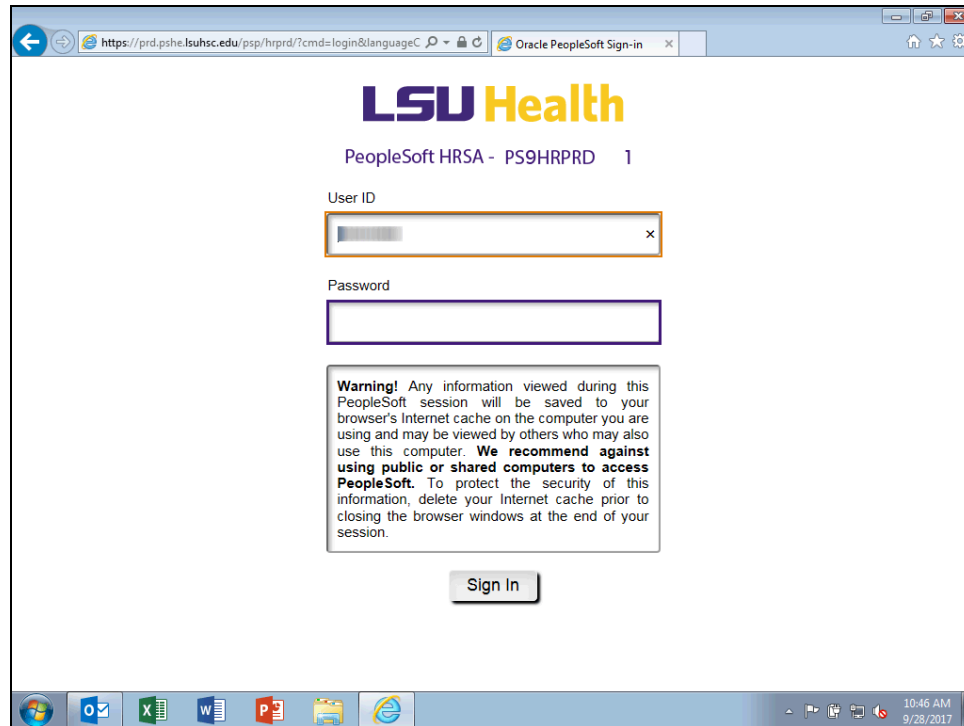 https://prd.pshe.lsuhsc.edu/psp/hrprd/?cmd=login&languageC
Oracle PeopleSoft Sign-in
LSU Health
PeopleSoft HRSA - PS9HRPRD 1
User ID
Password
Warning! Any information viewed during this
PeopleSoft session will be saved to your
browser's Internet cache on the computer you are
using and may be viewed by others who may also
use this computer. We recommend against
using public or shared computers to access
PeopleSoft. To protect the security of this
information, delete your Internet cache prior to
closing the browser windows at the end of your
session.
Sign In
10:46 AM
9/28/2017